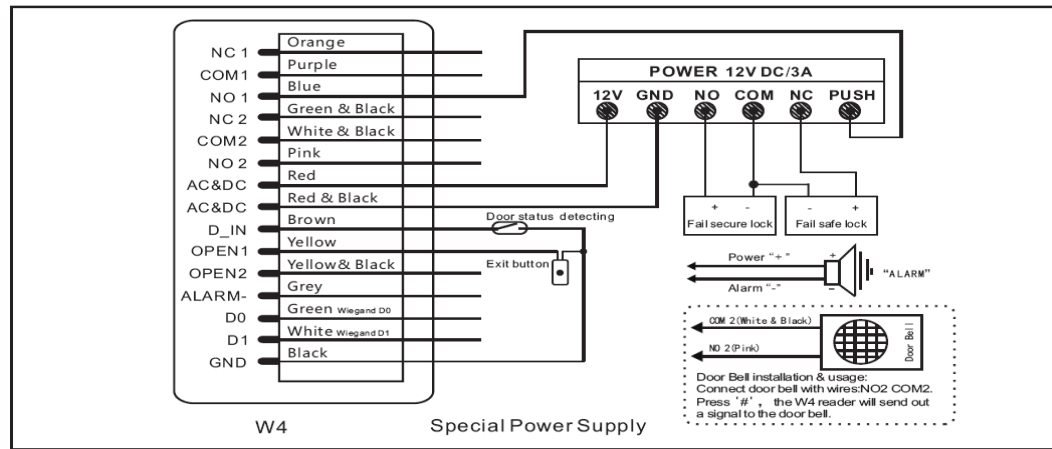 NC 1 Orange
COM1 Purple
NO 1 Blue
NC 2 Green & Black
COM2 White & Black
NO 2 Pink
AC&DC Red
AC&DC Red & Black
D_IN Brown
OPEN1 Yellow
OPEN2 Yellow& Black
ALARM- Grey
D0 Green Wiegand D0
D1 White Wiegand D1
GND Black
W4
Door status detecting
Exit button
POWER 12V DC/3A
12V GND NO COM NC PUSH
+ -
Fail secure lock
- +
Fail safe lock
Power "+"
Alarm "-"
+
-
"ALARM"
COM 2(White & Black)
NO 2(Pink)
Door Bell
Door Bell installation & usage:
Connect door bell with wires:NO2 COM2.
Press '#', the W4 reader will send out
a signal to the door bell.
Special Power Supply